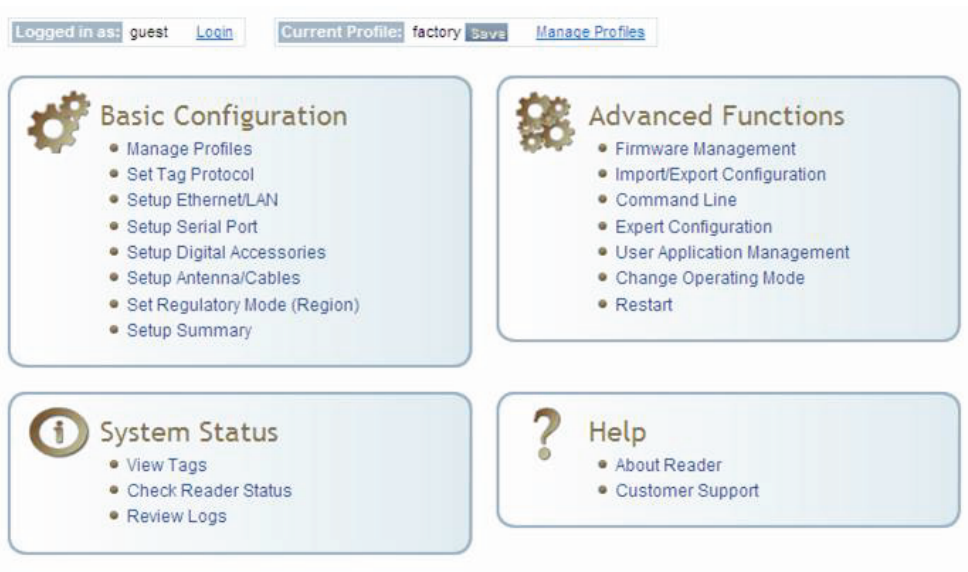 Logged in as: guest Login Current Profile: factory Save Manage Profiles
Basic Configuration
Manage Profiles
Set Tag Protocol
Setup Ethernet/LAN
Setup Serial Port
Setup Digital Accessories
Setup Antenna/Cables
Set Regulatory Mode (Region)
Setup Summary
Advanced Functions
Firmware Management
Import/Export Configuration
Command Line
Expert Configuration
User Application Management
Change Operating Mode
Restart
System Status
View Tags
Check Reader Status
Review Logs
Help
About Reader
Customer Support